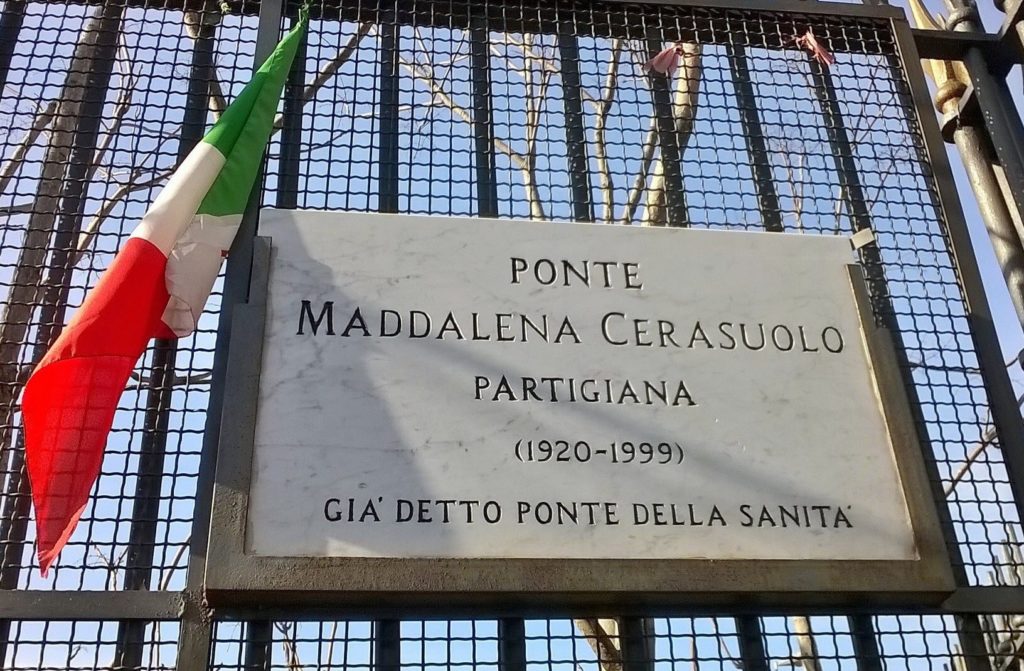 PONTE
MADDALENA CERASUOLO
PARTIGIANA
(1920-1999)
GIA' DETTO PONTE DELLA SANITA'